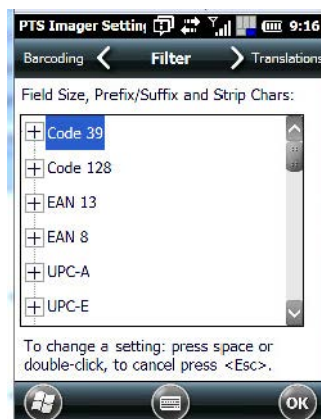 PTS Imager Settin 9:16
Barcoding Filter Translations
Field Size, Prefix/Suffix and Strip Chars:
Code 39
Code 128
EAN 13
EAN 8
UPC-A
UPC-E
To change a setting: press space or
double-click, to cancel press <Esc>.
OK